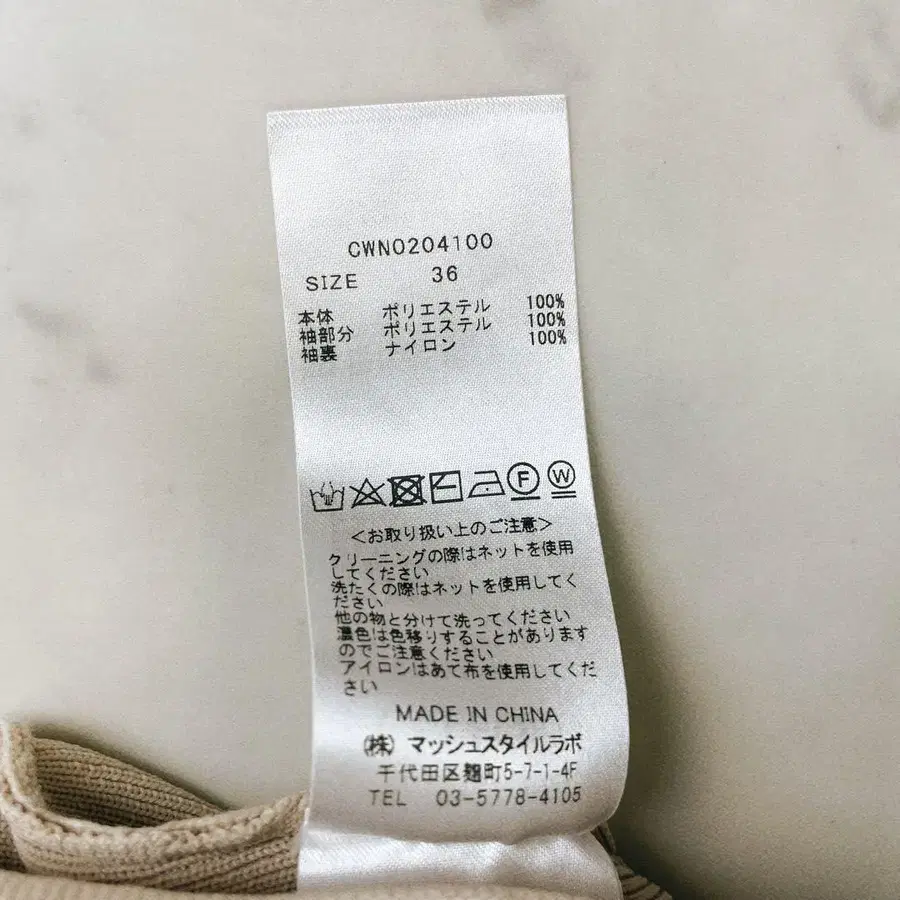 CWNO204100
SIZE 36
本体 ポリエステル 100%
袖部分 ポリエステル 100%
袖裏 ナイロン 100%
F W
<お取り扱い上のご注意>
クリーニングの際はネットを使用
してください
洗たくの際はネットを使用してく
ださい
他の物と分けて洗ってください
濃色は色移りすることがあります
のでご注意ください
アイロンはあて布を使用してくだ
さい
MADE IN CHINA
(株) マッシュスタイルラボ
千代田区麹町5-7-1-4F
TEL 03-5778-4105